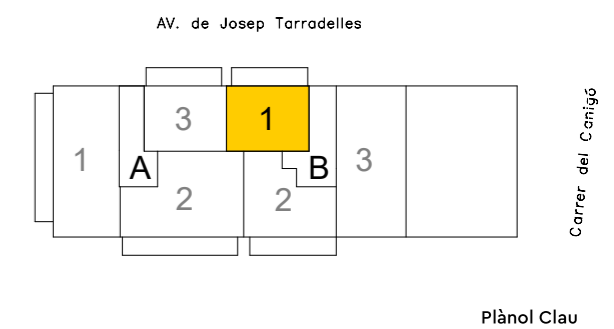 AV. de Josep Tarradelles
3
1
1
A
B
3
2
2
Carrer del Canigó
Plànol Clau